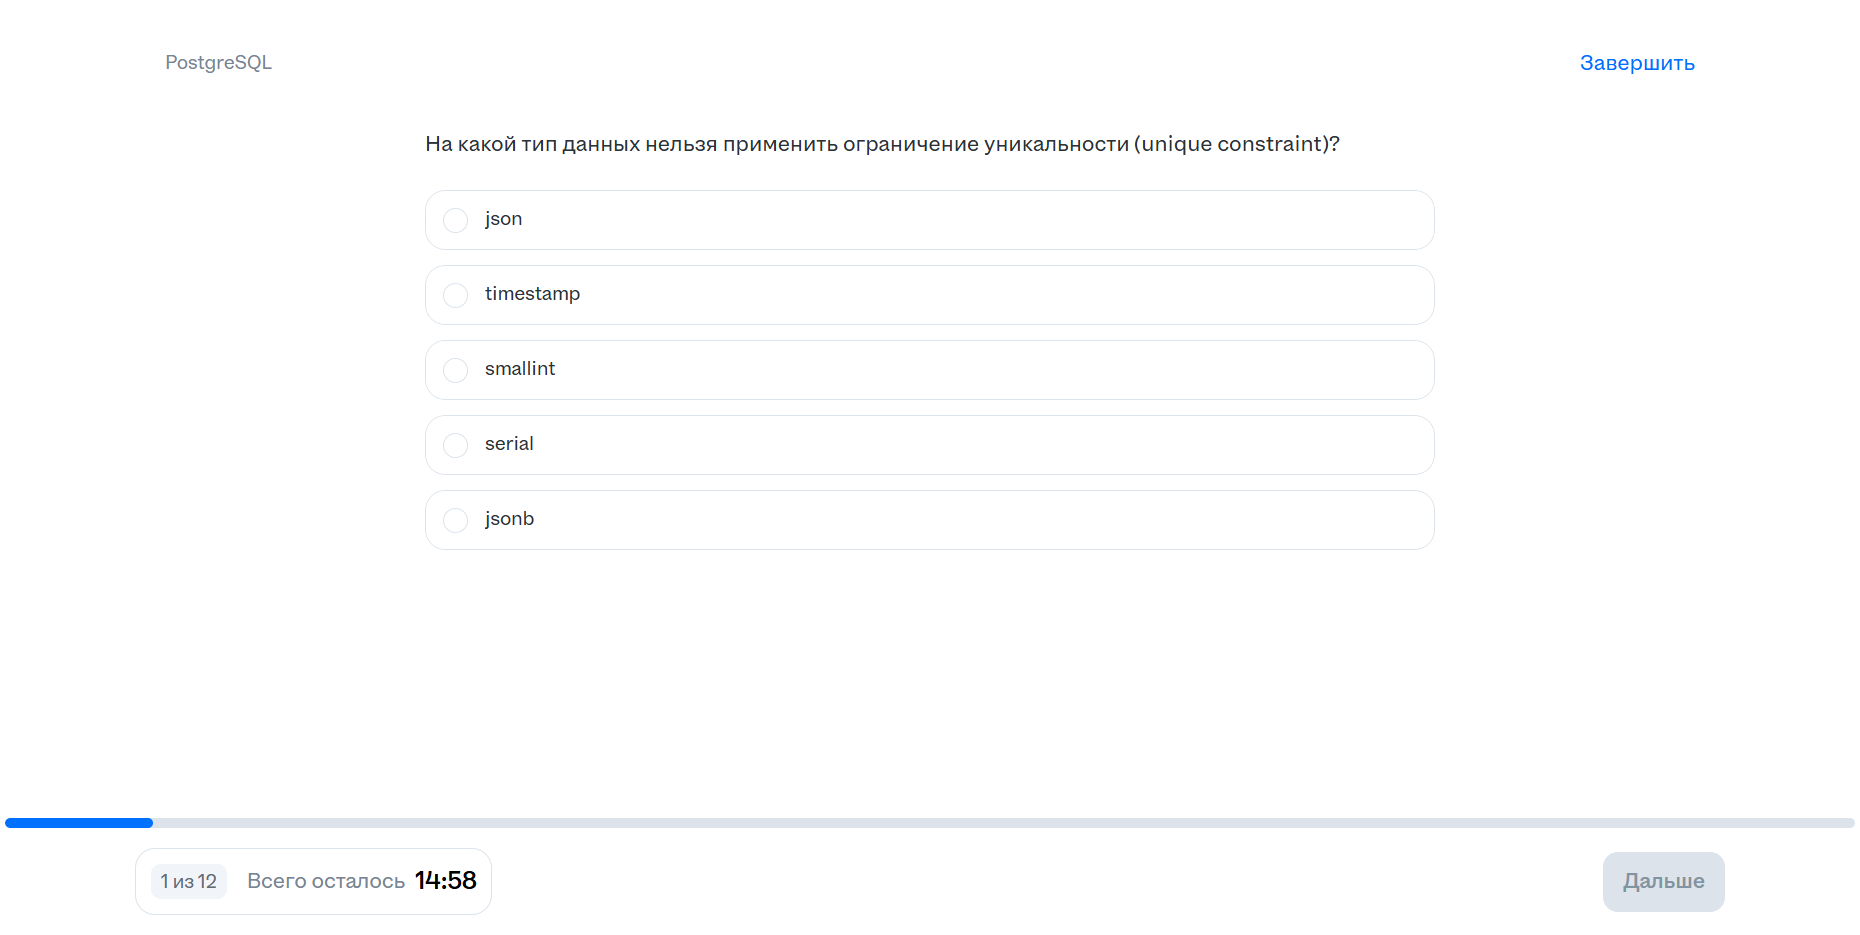 PostgreSQL
Завершить
На какой тип данных нельзя применить ограничение уникальности (unique constraint)?
json
timestamp
smallint
serial
jsonb
1 из 12 Всего осталось 14:58
Дальше